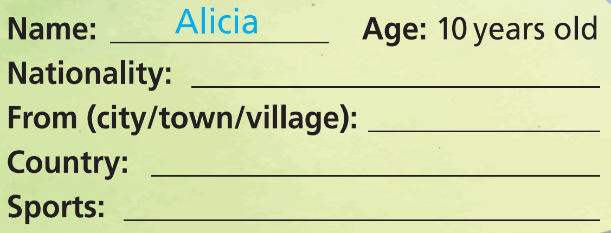 Name: Alicia Age: 10 years old
Nationality:
From (city/town/village):
Country:
Sports: